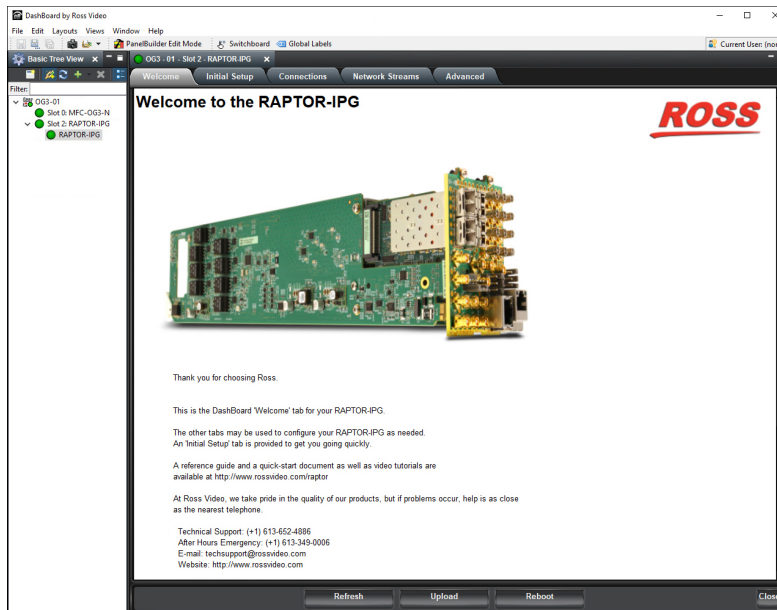 DashBoard by Ross Video
File Edit Layouts Views Window Help
PanelBuilder Edit Mode Switchboard Global Labels Current User: (non
Basic Tree View
OG3 - 01 - Slot 2 - RAPTOR-IPG
Welcome Initial Setup Connections Network Streams Advanced
Filter:
OG3-01
Slot 0: MFC-OG3-N
Slot 2: RAPTOR-IPG
RAPTOR-IPG
Welcome to the RAPTOR-IPG
ROSS
Thank you for choosing Ross.
This is the DashBoard 'Welcome' tab for your RAPTOR-IPG.
The other tabs may be used to configure your RAPTOR-IPG as needed.
An 'Initial Setup' tab is provided to get you going quickly.
A reference guide and a quick-start document as well as video tutorials are
available at http://www.rossvideo.com/raptor
At Ross Video, we take pride in the quality of our products, but if problems occur, help is as close
as the nearest telephone.
Technical Support: (+1) 613-652-4886
After Hours Emergency: (+1) 613-349-0006
E-mail: techsupport@rossvideo.com
Website: http://www.rossvideo.com
Refresh Upload Reboot Close